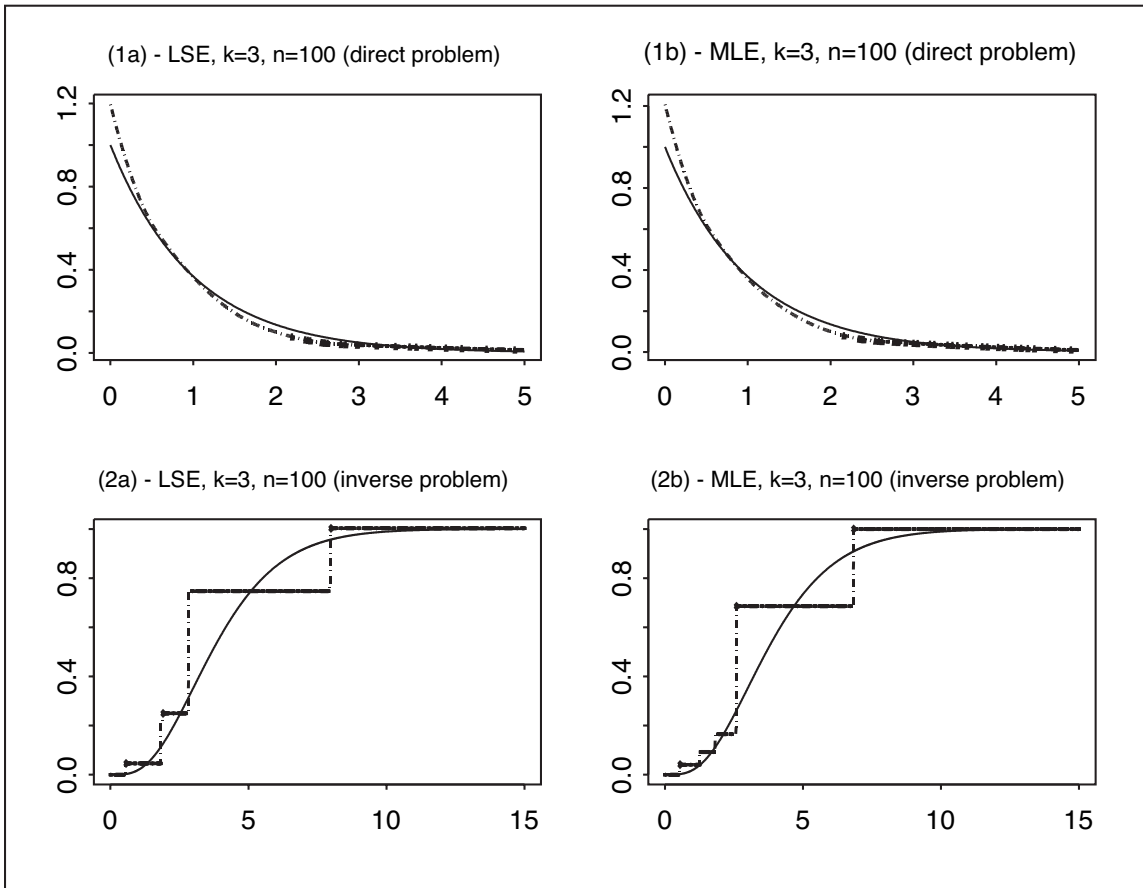 (1a) - LSE, k=3, n=100 (direct problem)
(1b) - MLE, k=3, n=100 (direct problem)
1.2
0.8
0.4
0.0
0 1 2 3 4 5
1.2
0.8
0.4
0.0
0 1 2 3 4 5
(2a) - LSE, k=3, n=100 (inverse problem)
(2b) - MLE, k=3, n=100 (inverse problem)
0.8
0.4
0.0
0 5 10 15
0.8
0.4
0.0
0 5 10 15